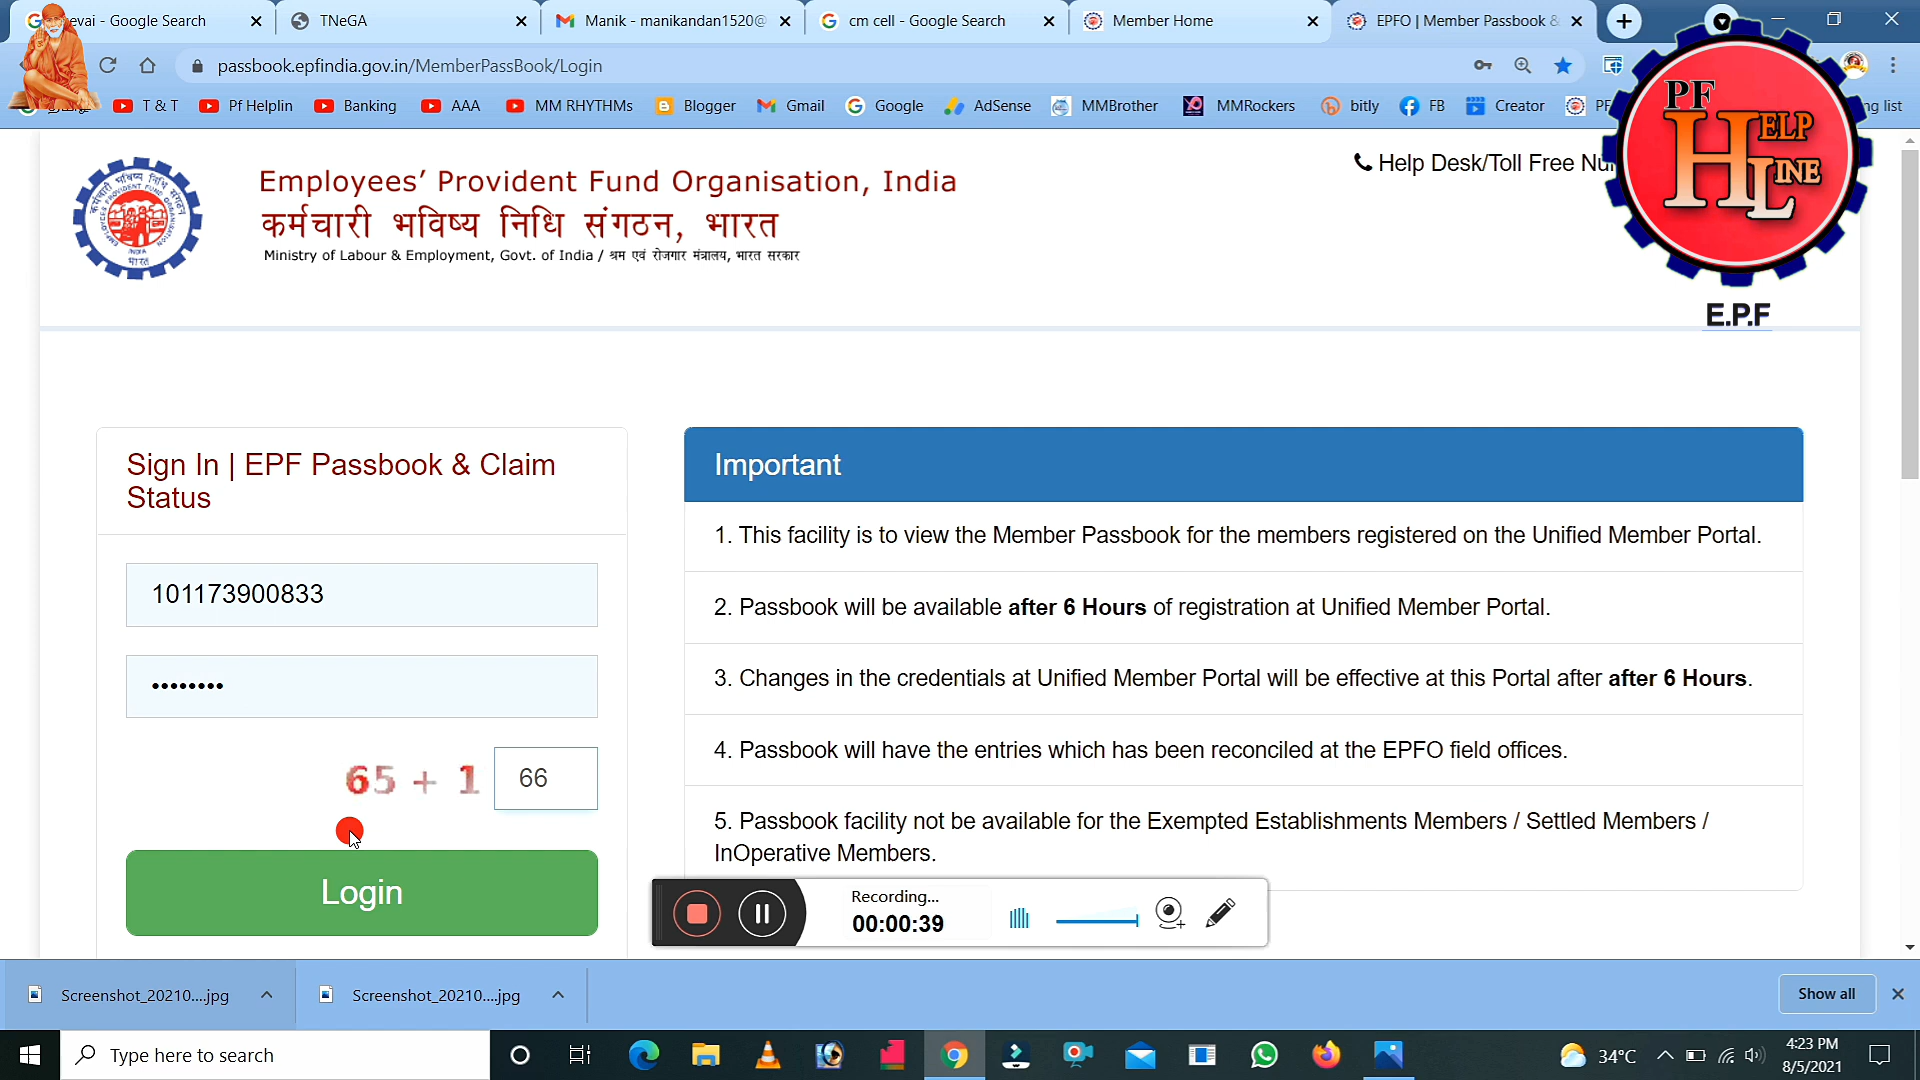 evai - Google Search
TNeGA
Manik - manikandan1520@
cm cell - Google Search
Member Home
EPFO | Member Passbook &
passbook.epfindia.gov.in/MemberPassBook/Login
T & T
Pf Helplin
Banking
AAA
MM RHYTHMs
Blogger
Gmail
Google
AdSense
MMBrother
MMRockers
bitly
FB
Creator
PF
ng list
PF
HELP
LINE
E.P.F
Employees' Provident Fund Organisation, India
कर्मचारी भविष्य निधि संगठन, भारत
Ministry of Labour & Employment, Govt. of India / श्रम एवं रोजगार मंत्रालय, भारत सरकार
Help Desk/Toll Free Nu
Sign In | EPF Passbook & Claim
Status
101173900833
••••••••
65 + 1
66
Login
Important
1. This facility is to view the Member Passbook for the members registered on the Unified Member Portal.
2. Passbook will be available after 6 Hours of registration at Unified Member Portal.
3. Changes in the credentials at Unified Member Portal will be effective at this Portal after after 6 Hours.
4. Passbook will have the entries which has been reconciled at the EPFO field offices.
5. Passbook facility not be available for the Exempted Establishments Members / Settled Members /
InOperative Members.
Recording...
00:00:39
Screenshot_20210....jpg
Screenshot_20210....jpg
Show all
Type here to search
34°C
4:23 PM
8/5/2021